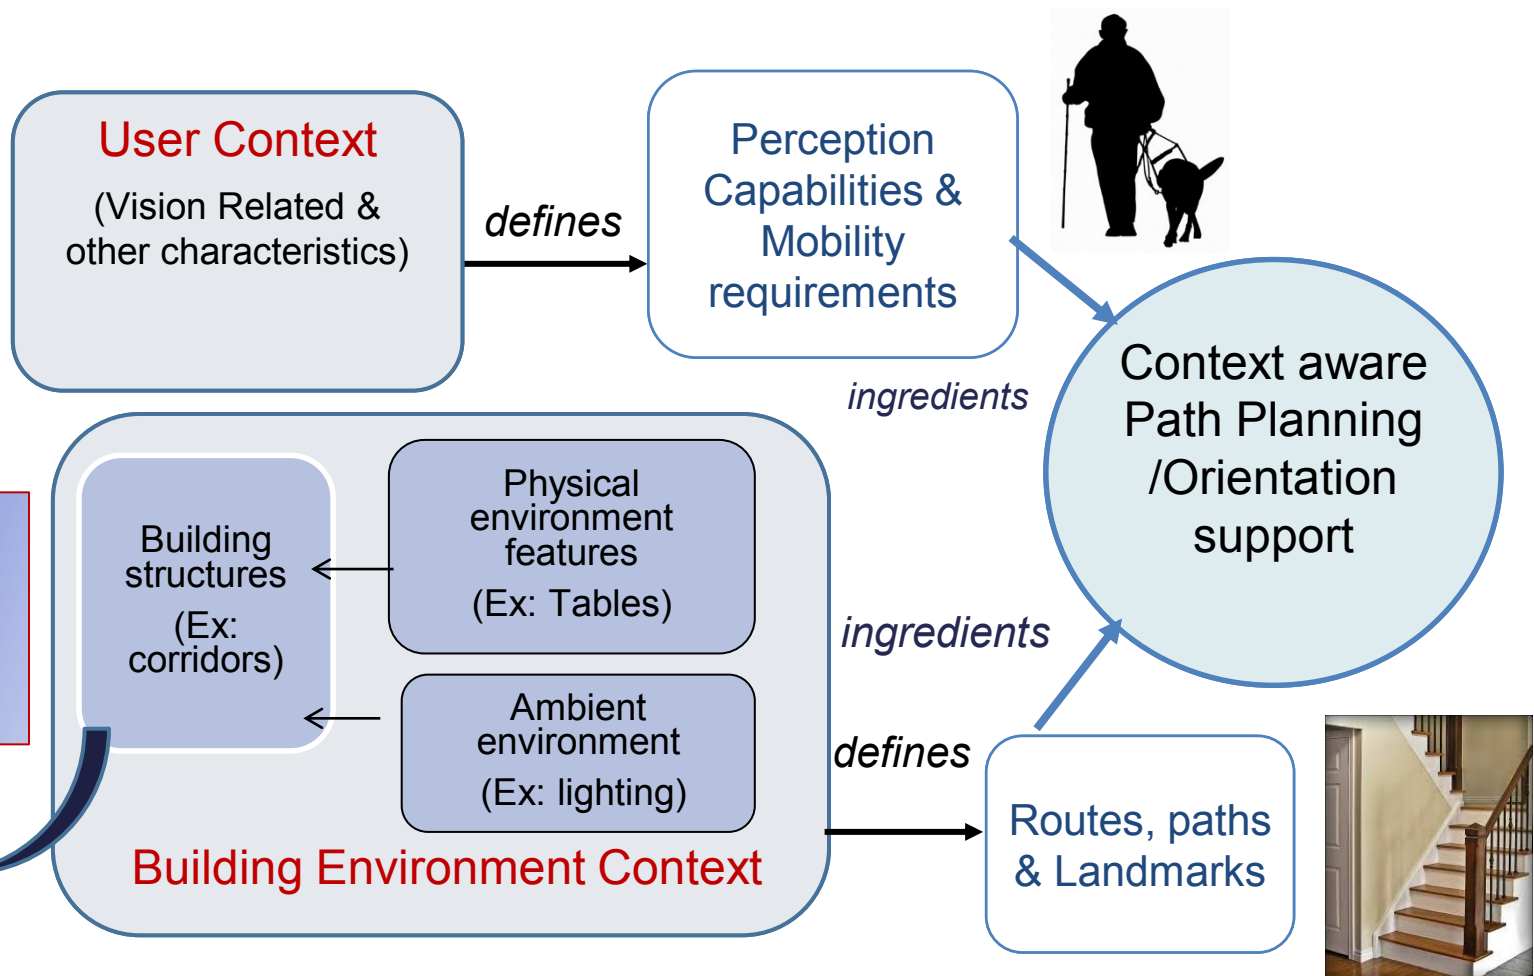 User Context
(Vision Related &
other characteristics)
defines
Perception
Capabilities &
Mobility
requirements
ingredients
Context aware
Path Planning
/Orientation
support
Building
structures
(Ex:
corridors)
Physical
environment
features
(Ex: Tables)
Ambient
environment
(Ex: lighting)
Building Environment Context
ingredients
defines
Routes, paths
& Landmarks